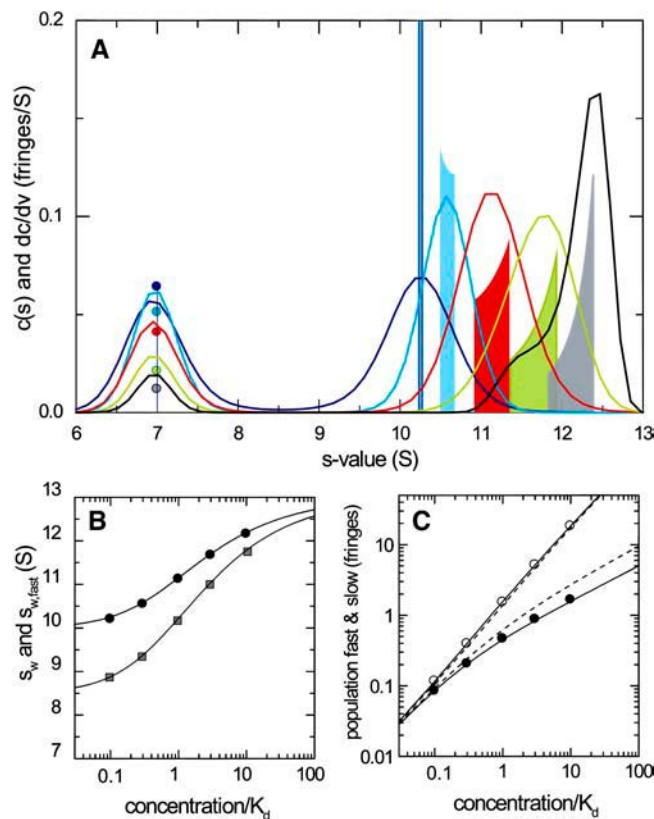 A
c(s) and dc/dv (fringes/S)
0.2
0.1
0.0
6 7 8 9 10 11 12 13
s-value (S)
B
s_w and s_w,fast (S)
13
12
11
10
9
8
7
0.1 1 10 100
concentration/K_d
C
population fast & slow (fringes)
10
1
0.1
0.01
0.1 1 10 100
concentration/K_d